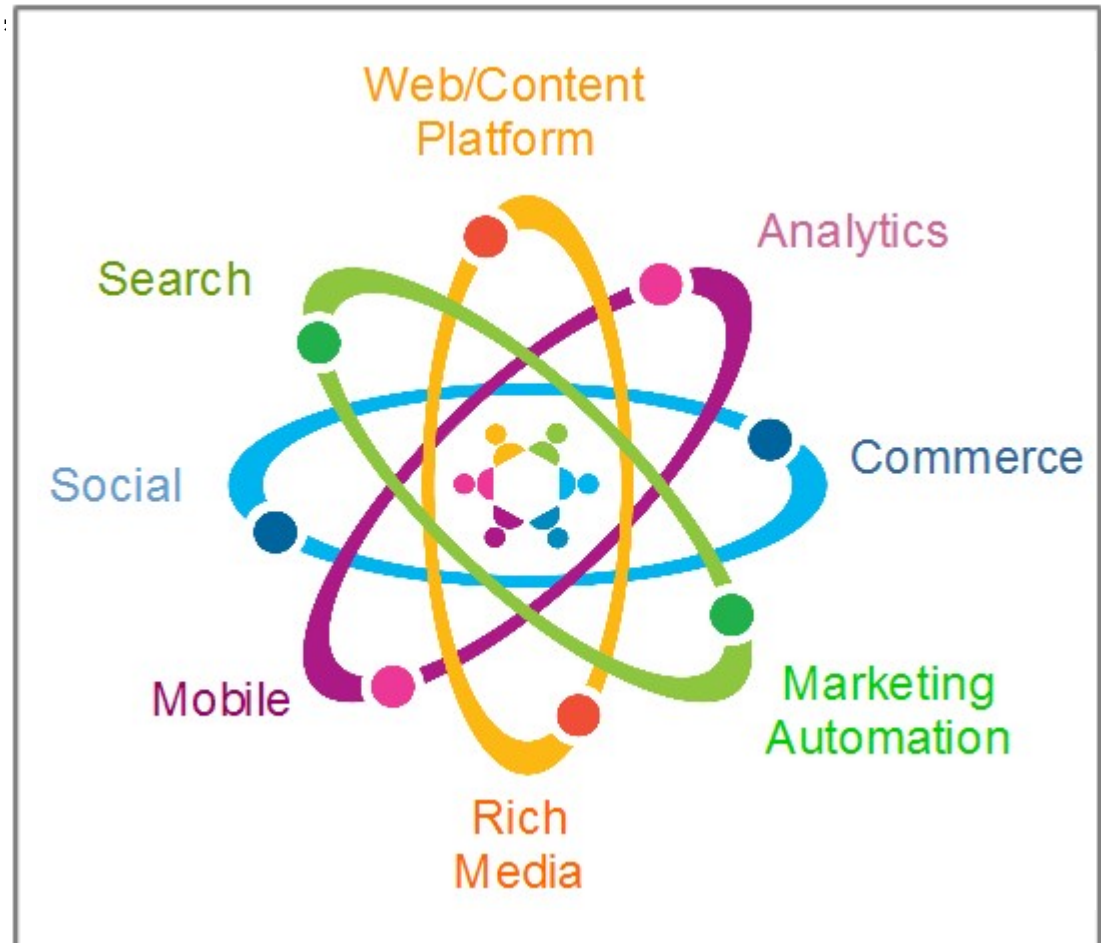 Web/Content
Platform
Analytics
Search
Commerce
Social
Marketing
Automation
Mobile
Rich
Media